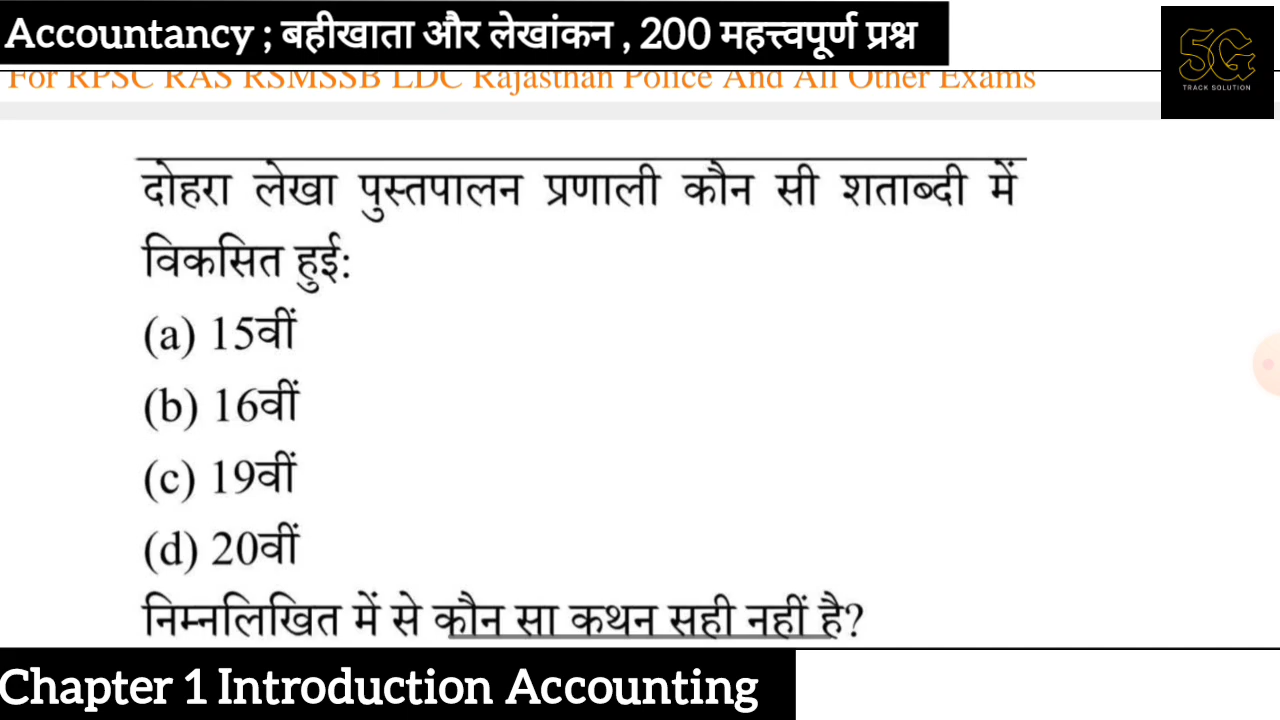 Accountancy ; बहीखाता और लेखांकन , 200 महत्त्वपूर्ण प्रश्न
For RPSC RAS RSMSSB LDC Rajasthan Police And All Other Exams
5G
TRACK SOLUTION
दोहरा लेखा पुस्तपालन प्रणाली कौन सी शताब्दी में
विकसित हुई:
(a) 15वीं
(b) 16वीं
(c) 19वीं
(d) 20वीं
निम्नलिखित में से कौन सा कथन सही नहीं है?
Chapter 1 Introduction Accounting